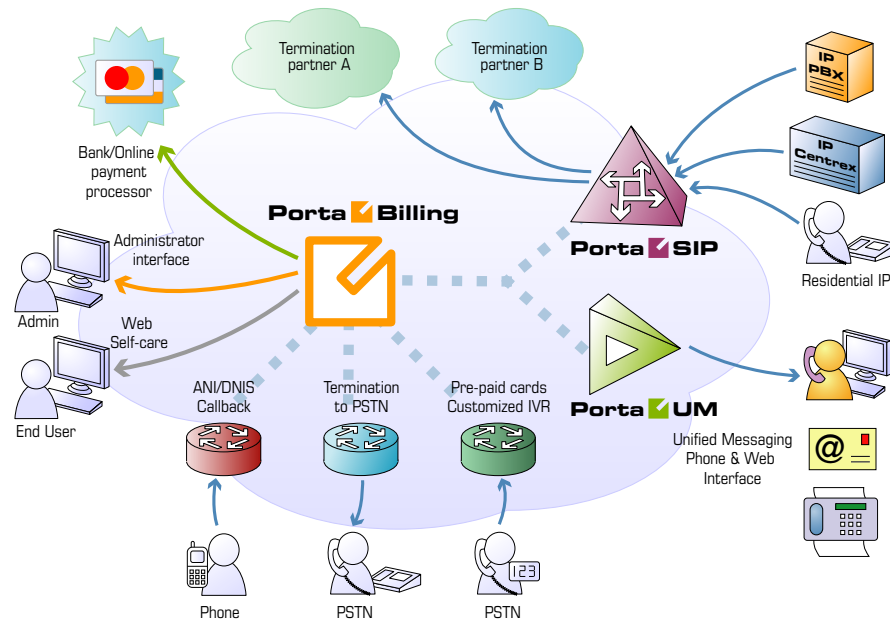 Termination
partner A
Termination
partner B
IP
PBX
IP
Centrex
Bank/Online
payment
processor
Porta Billing
Administrator
interface
Porta SIP
Residential IP
Admin
Web
Self-care
End User
ANI/DNIS
Callback
Termination
to PSTN
Pre-paid cards
Customized IVR
Porta UM
Unified Messaging
Phone & Web
Interface
@
123
Phone
PSTN
PSTN